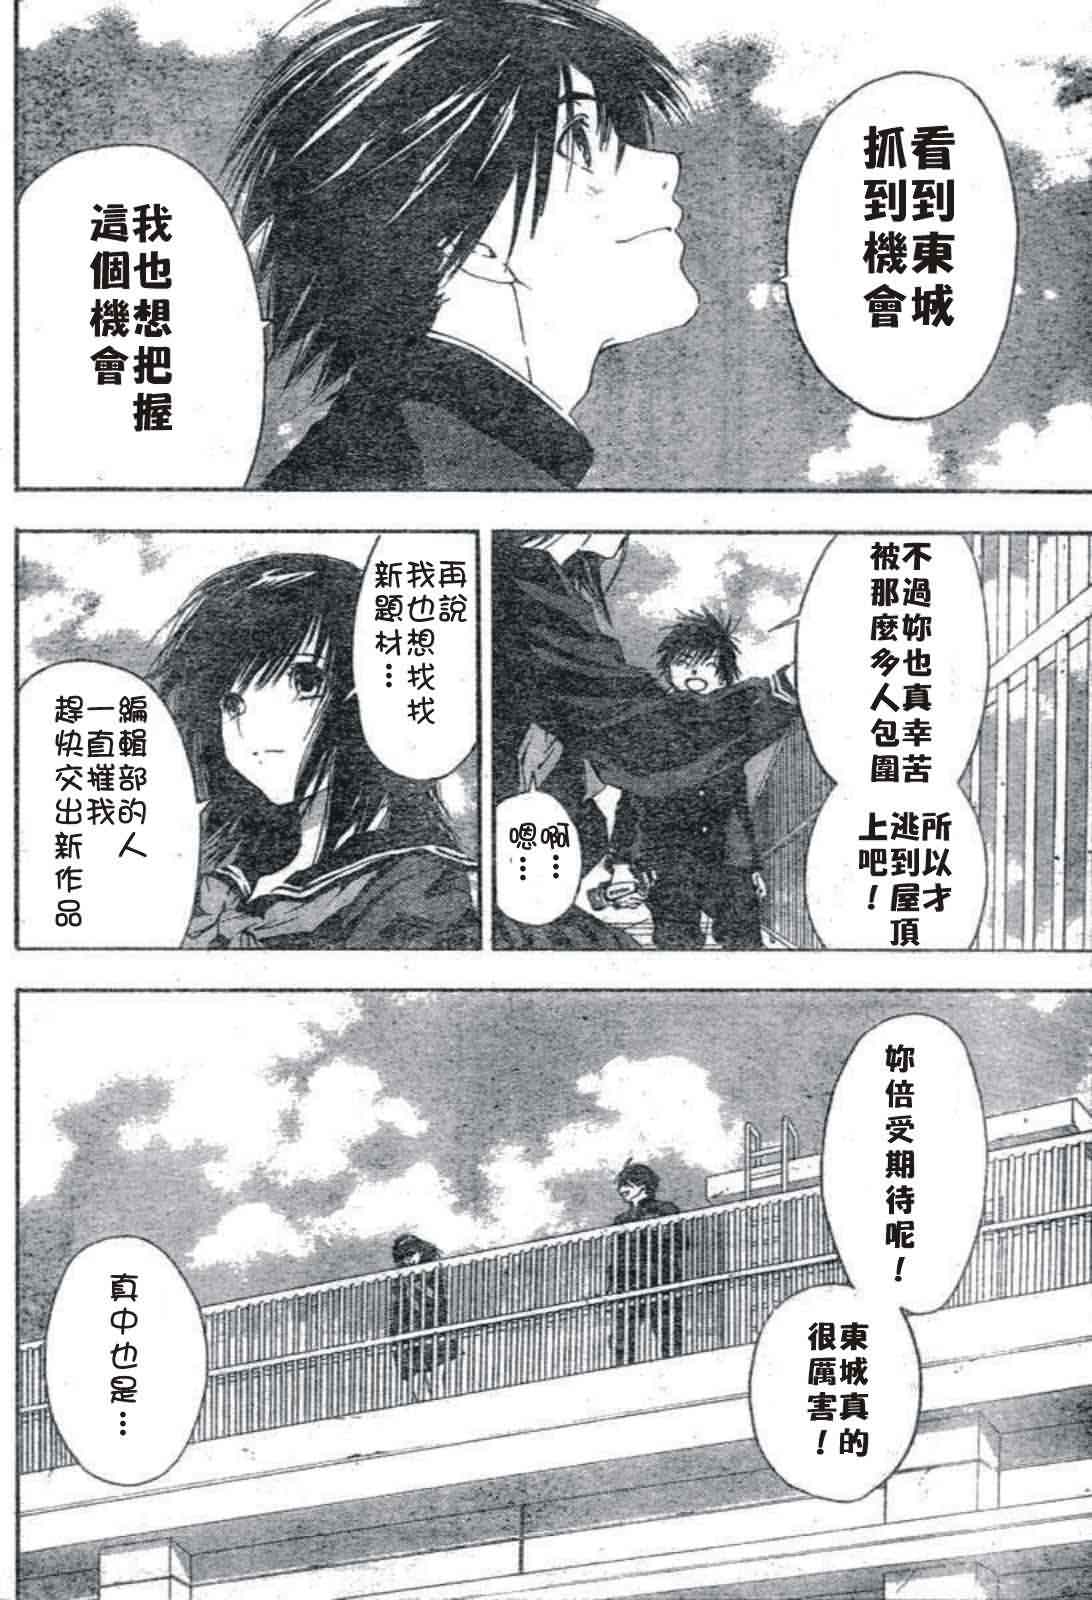 看到東城
抓到機會
我也想把握
這個機會
不過妳也真幸苦
被那麼多人包圍
所以才
逃到屋頂
上吧！
啊…
嗯…
再說
我也想找找
新題材…
編輯部的人
一直摧我
趕快交出新作品
妳倍受期待呢！
東城真的
很厲害！
真中也是…